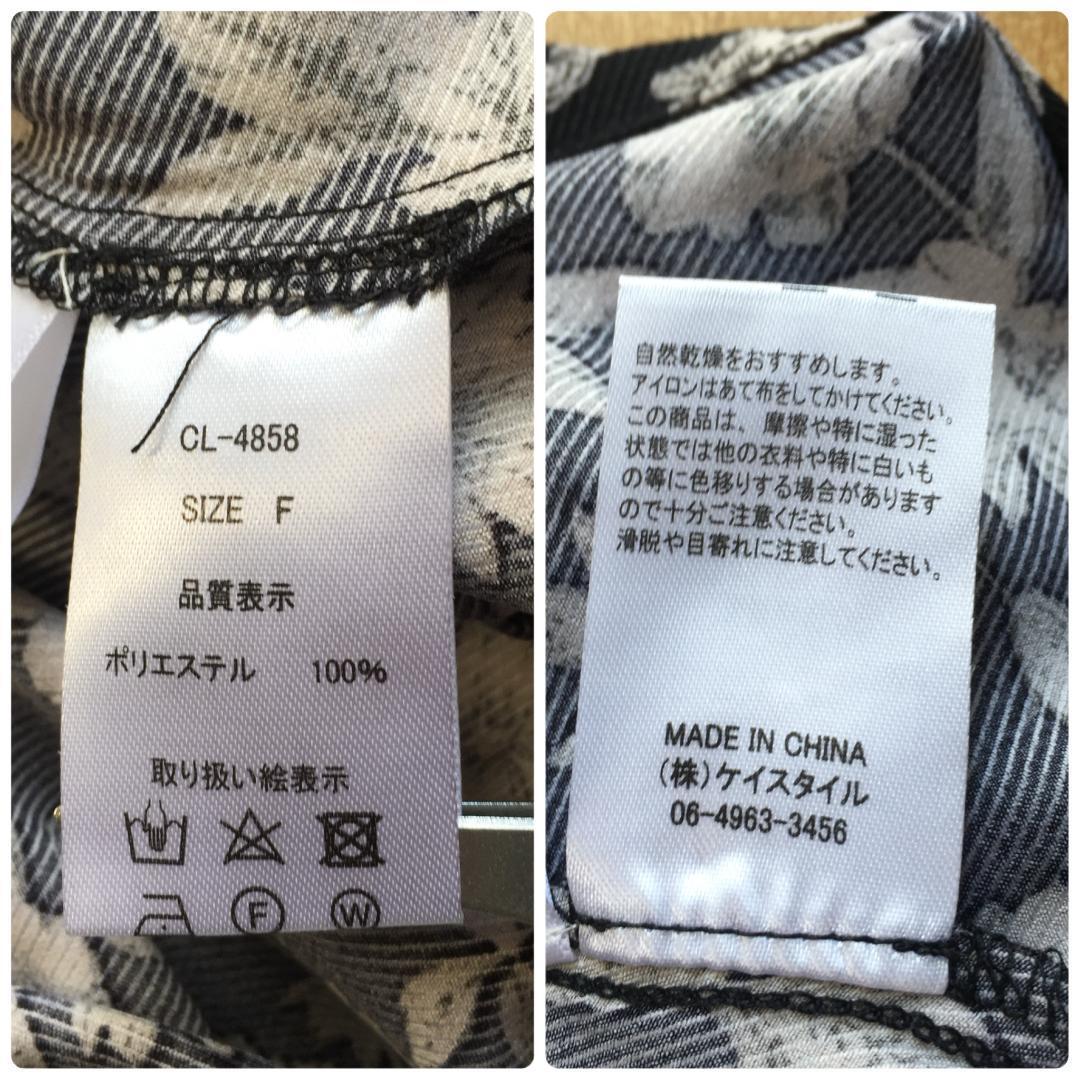 CL-4858
SIZE F
品質表示
ポリエステル 100%
取り扱い絵表示
F W
自然乾燥をおすすめします。
アイロンはあて布をしてかけてください。
この商品は、摩擦や特に湿った
状態では他の衣料や特に白いも
の等に色移りする場合があります
ので十分ご注意ください。
滑脱や目寄れに注意してください。
MADE IN CHINA
(株)ケイスタイル
06-4963-3456